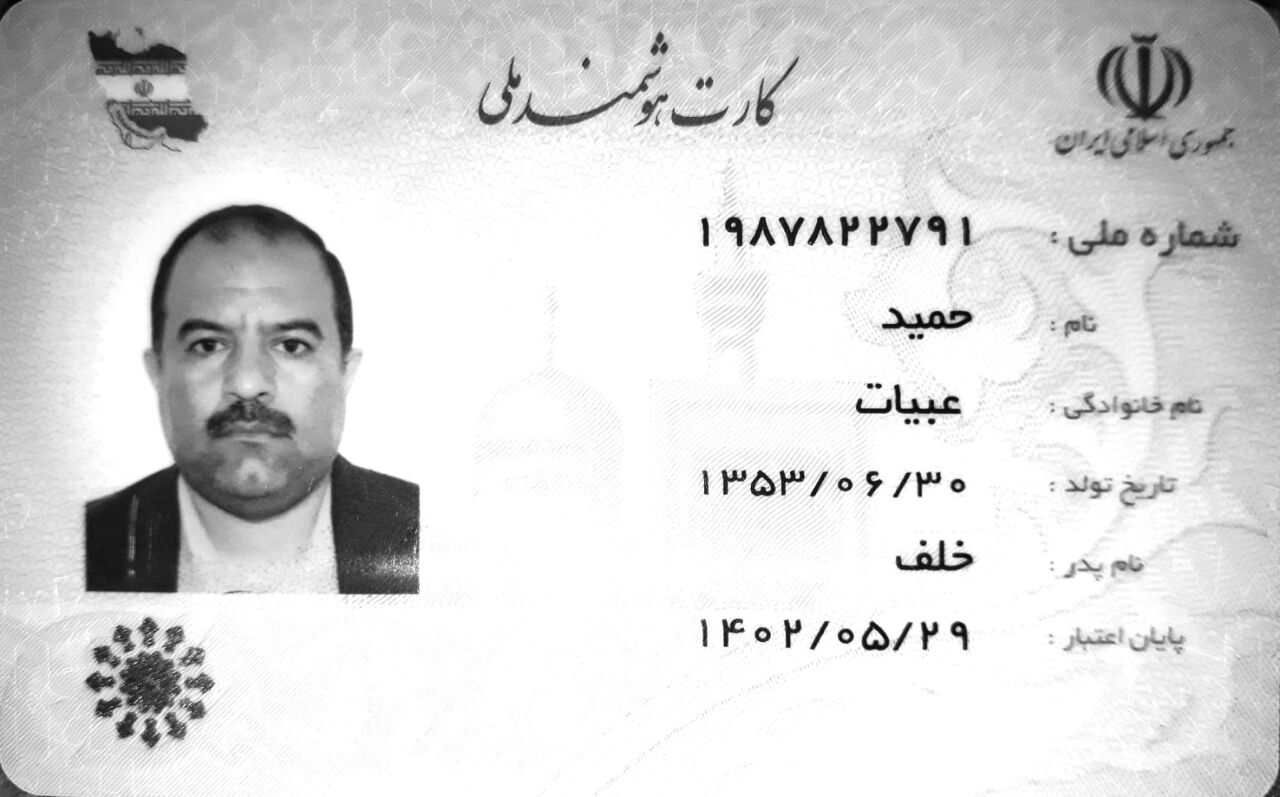 کارت هوشمند ملی
جمهوری اسلامی ایران
شماره ملی : ۱۹۸۷۸۲۲۷۹۱
نام : حمید
نام خانوادگی : عبیات
تاریخ تولد : ۱۳۵۳/۰۶/۳۰
نام پدر : خلف
پایان اعتبار : ۱۴۰۲/۰۵/۲۹